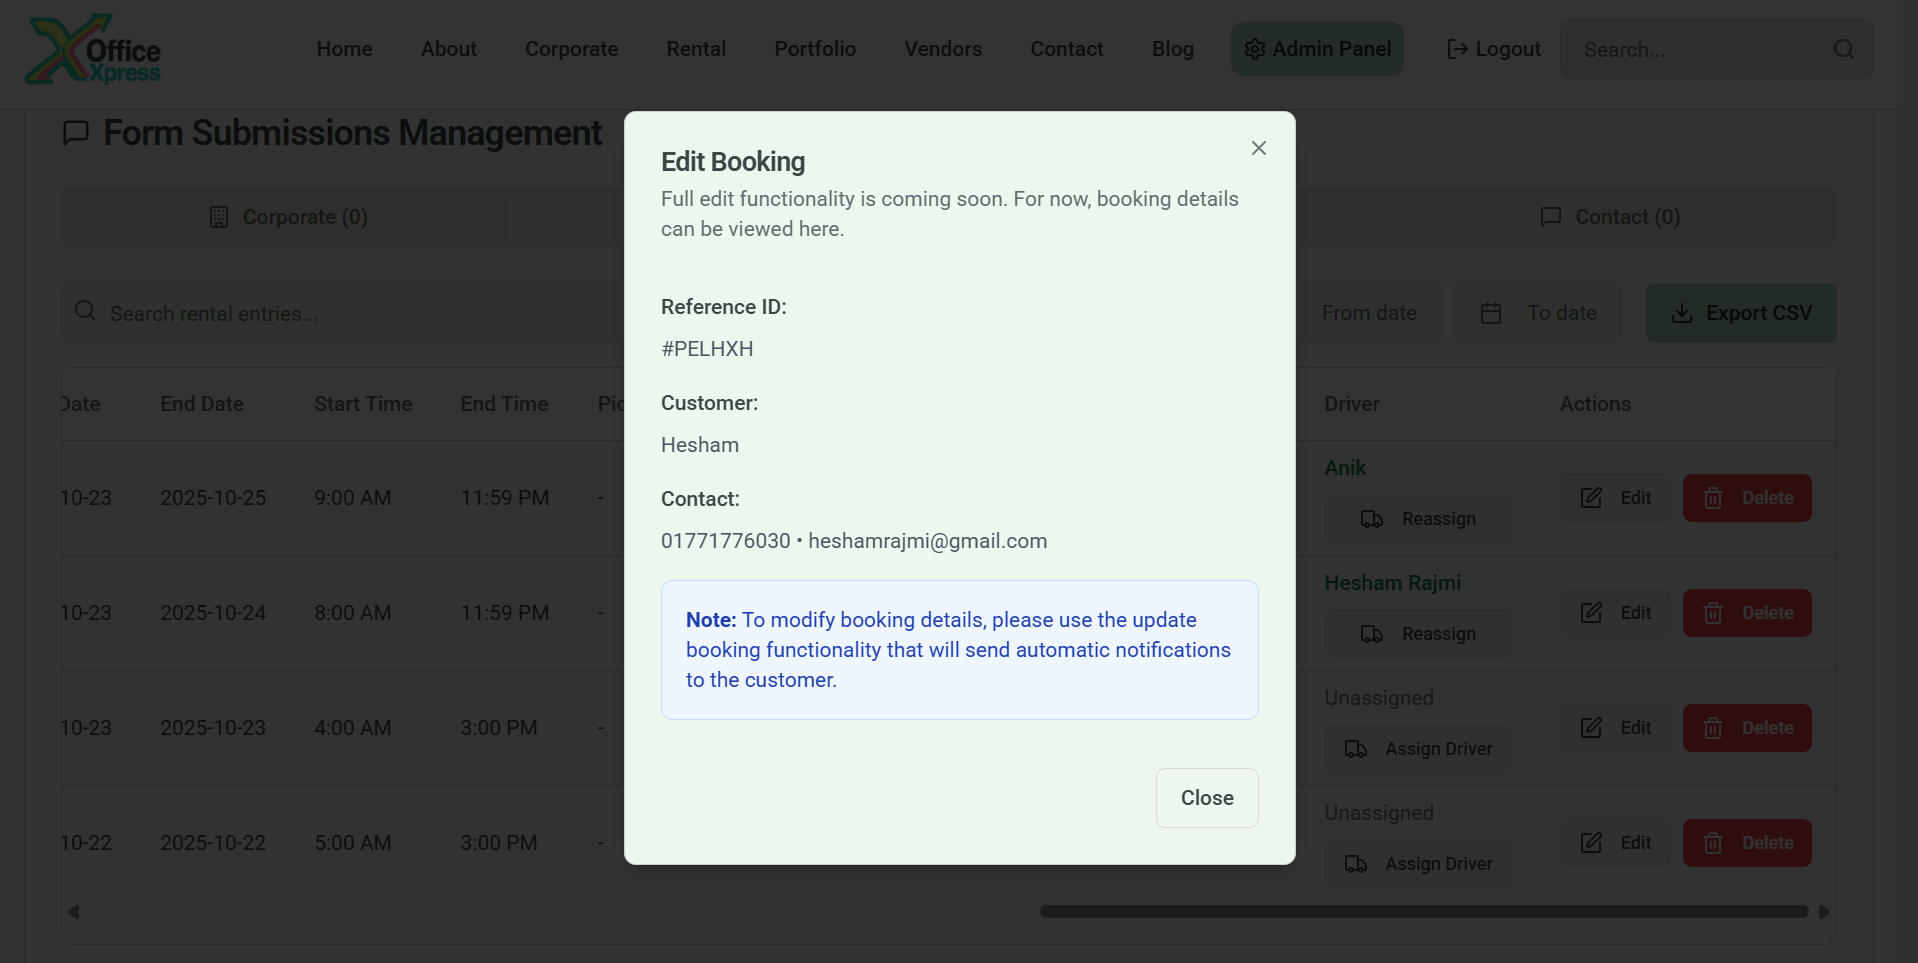 Office
Xpress
Home
About
Corporate
Rental
Portfolio
Vendors
Contact
Blog
Admin Panel
Logout
Search...
Form Submissions Management
Corporate (0)
Contact (0)
Search rental entries...
From date
To date
Export CSV
Date
End Date
Start Time
End Time
Pic
Driver
Actions
10-23
2025-10-25
9:00 AM
11:59 PM
-
Anik
Reassign
Edit
Delete
10-23
2025-10-24
8:00 AM
11:59 PM
-
Hesham Rajmi
Reassign
Edit
Delete
10-23
2025-10-23
4:00 AM
3:00 PM
-
Unassigned
Assign Driver
Edit
Delete
10-22
2025-10-22
5:00 AM
3:00 PM
-
Unassigned
Assign Driver
Edit
Delete
Edit Booking
Full edit functionality is coming soon. For now, booking details
can be viewed here.
Reference ID:
#PELHXH
Customer:
Hesham
Contact:
01771776030 • heshamrajmi@gmail.com
Note: To modify booking details, please use the update
booking functionality that will send automatic notifications
to the customer.
Close